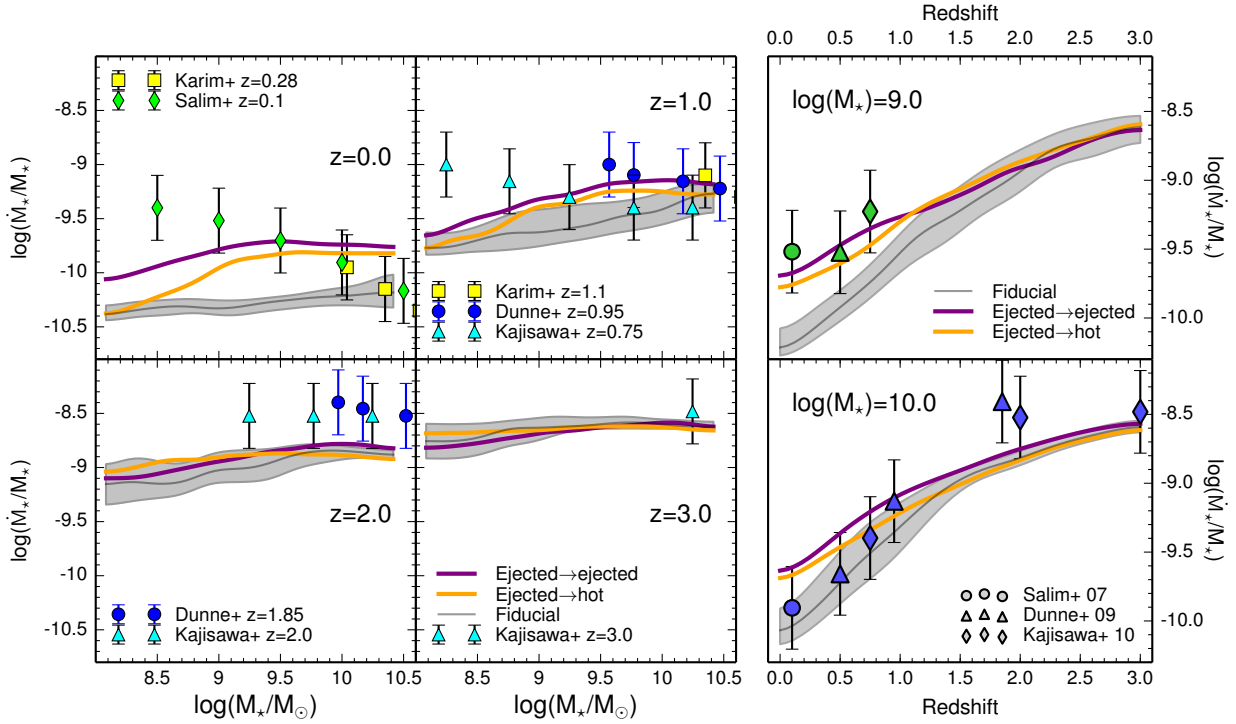 Karim+ z=0.28
Salim+ z=0.1
z=0.0
-8.5
-9
-9.5
-10
-10.5
log(Ṁ⋆/M⋆)
z=1.0
Karim+ z=1.1
Dunne+ z=0.95
Kajisawa+ z=0.75
z=2.0
Dunne+ z=1.85
Kajisawa+ z=2.0
-8.5
-9
-9.5
-10
-10.5
log(Ṁ⋆/M⋆)
8.5 9 9.5 10
log(M⋆/M⊙)
z=3.0
Ejected→ejected
Ejected→hot
Fiducial
Kajisawa+ z=3.0
8.5 9 9.5 10 10.5
log(M⋆/M⊙)
Redshift
0.0 0.5 1.0 1.5 2.0 2.5 3.0
log(M⋆)=9.0
Fiducial
Ejected→ejected
Ejected→hot
-8.5
-9.0
-9.5
-10.0
log(Ṁ⋆/M⋆)
log(M⋆)=10.0
Salim+ 07
Dunne+ 09
Kajisawa+ 10
-8.5
-9.0
-9.5
-10.0
log(Ṁ⋆/M⋆)
0.0 0.5 1.0 1.5 2.0 2.5 3.0
Redshift